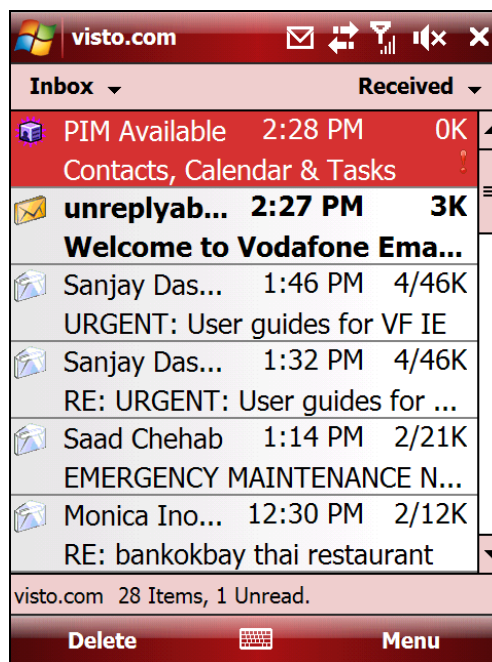 visto.com
Inbox Received
PIM Available 2:28 PM 0K
Contacts, Calendar & Tasks !
unreplyab... 2:27 PM 3K
Welcome to Vodafone Ema...
Sanjay Das... 1:46 PM 4/46K
URGENT: User guides for VF IE
Sanjay Das... 1:32 PM 4/46K
RE: URGENT: User guides for ...
Saad Chehab 1:14 PM 2/21K
EMERGENCY MAINTENANCE N...
Monica Ino... 12:30 PM 2/12K
RE: bankokbay thai restaurant
visto.com 28 Items, 1 Unread.
Delete Menu